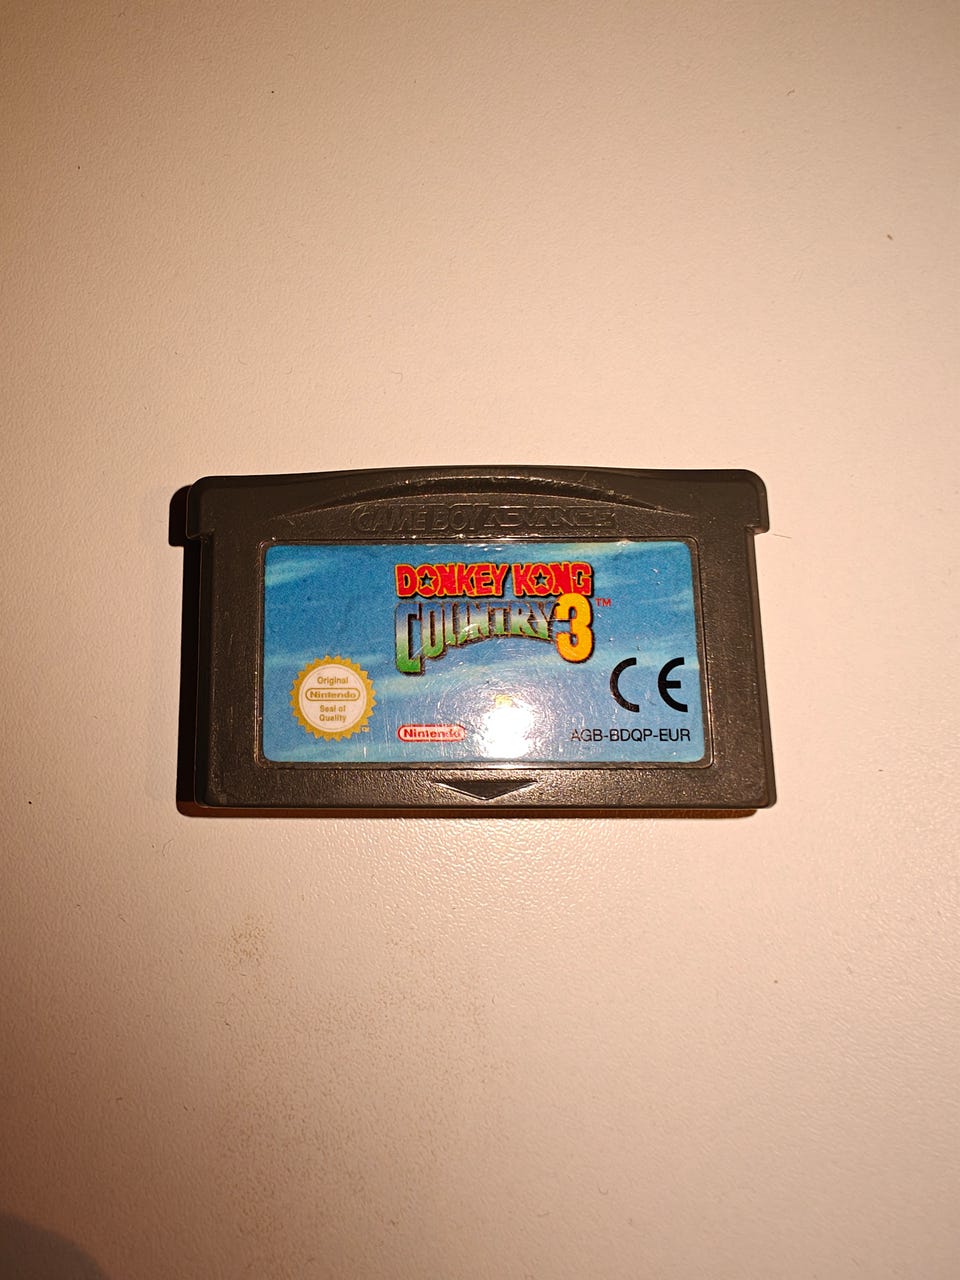 GAME BOY ADVANCE
DONKEY KONG
COUNTRY 3™
Original
Nintendo
Seal of
Quality
Nintendo
CE
AGB-BDQP-EUR